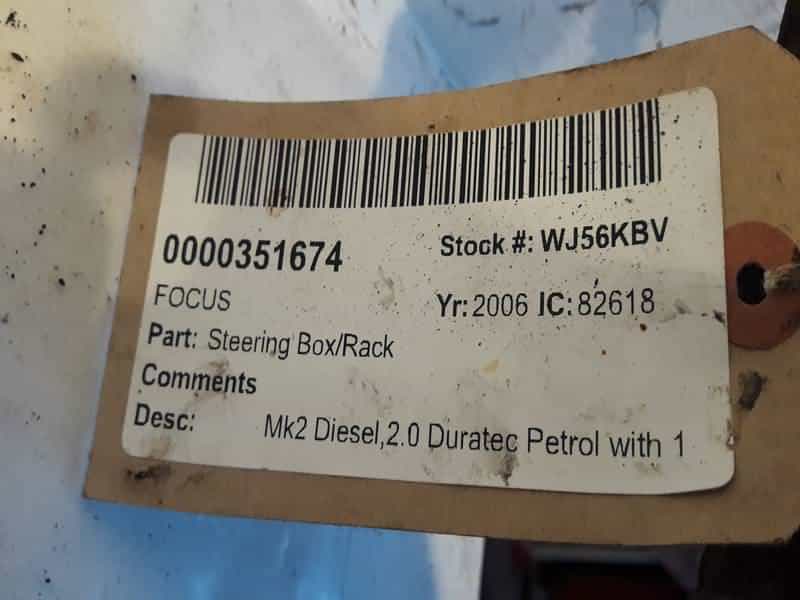 0000351674 Stock #: WJ56KBV
FOCUS Yr: 2006 IC: 82618
Part: Steering Box/Rack
Comments
Desc: Mk2 Diesel,2.0 Duratec Petrol with 1